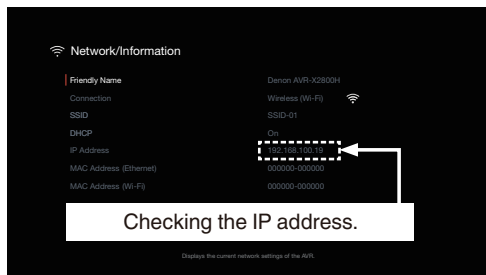 Network/Information
Friendly Name Denon AVR-X2800H
Connection Wireless (Wi-Fi)
SSID SSID-01
DHCP On
IP Address 192.168.100.19
MAC Address (Ethernet) 000000-000000
MAC Address (Wi-Fi) 000000-000000
Checking the IP address.
Displays the current network settings of the AVR.